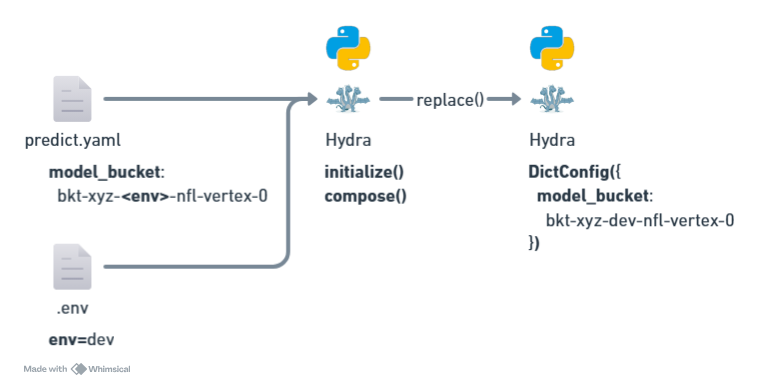 replace()
predict.yaml
Hydra
Hydra
model_bucket:
bkt-xyz-<env>-nfl-vertex-0
initialize()
compose()
DictConfig({
model_bucket:
bkt-xyz-dev-nfl-vertex-0
})
.env
env=dev
Made with Whimsical